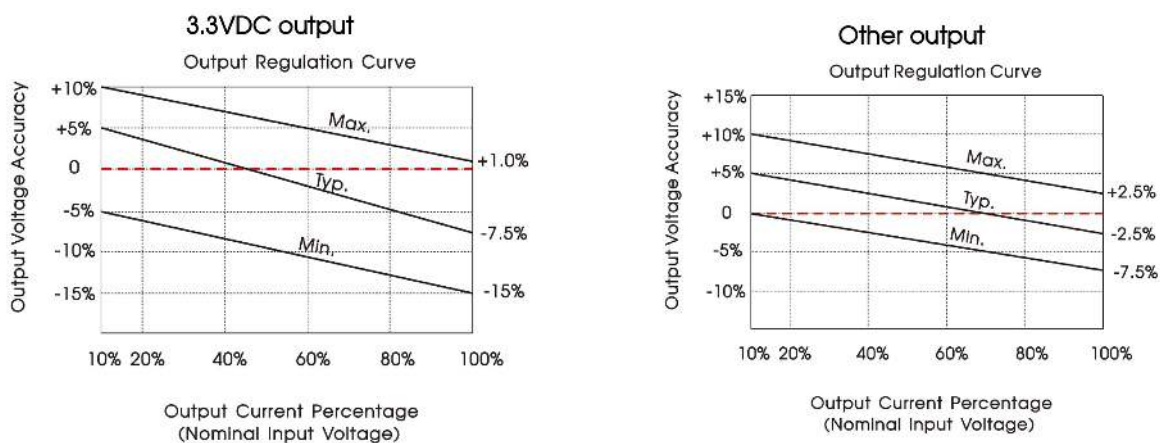 3.3VDC output
Output Regulation Curve
Output Voltage Accuracy
+10%
+5%
0
-5%
-10%
-15%
Max.
Typ.
Min.
+1.0%
-7.5%
-15%
10% 20% 40% 60% 80% 100%
Output Current Percentage
(Nominal Input Voltage)
Other output
Output Regulation Curve
Output Voltage Accuracy
+15%
+10%
+5%
0
-5%
-10%
Max.
Typ.
Min.
+2.5%
-2.5%
-7.5%
10% 20% 40% 60% 80% 100%
Output Current Percentage
(Nominal Input Voltage)